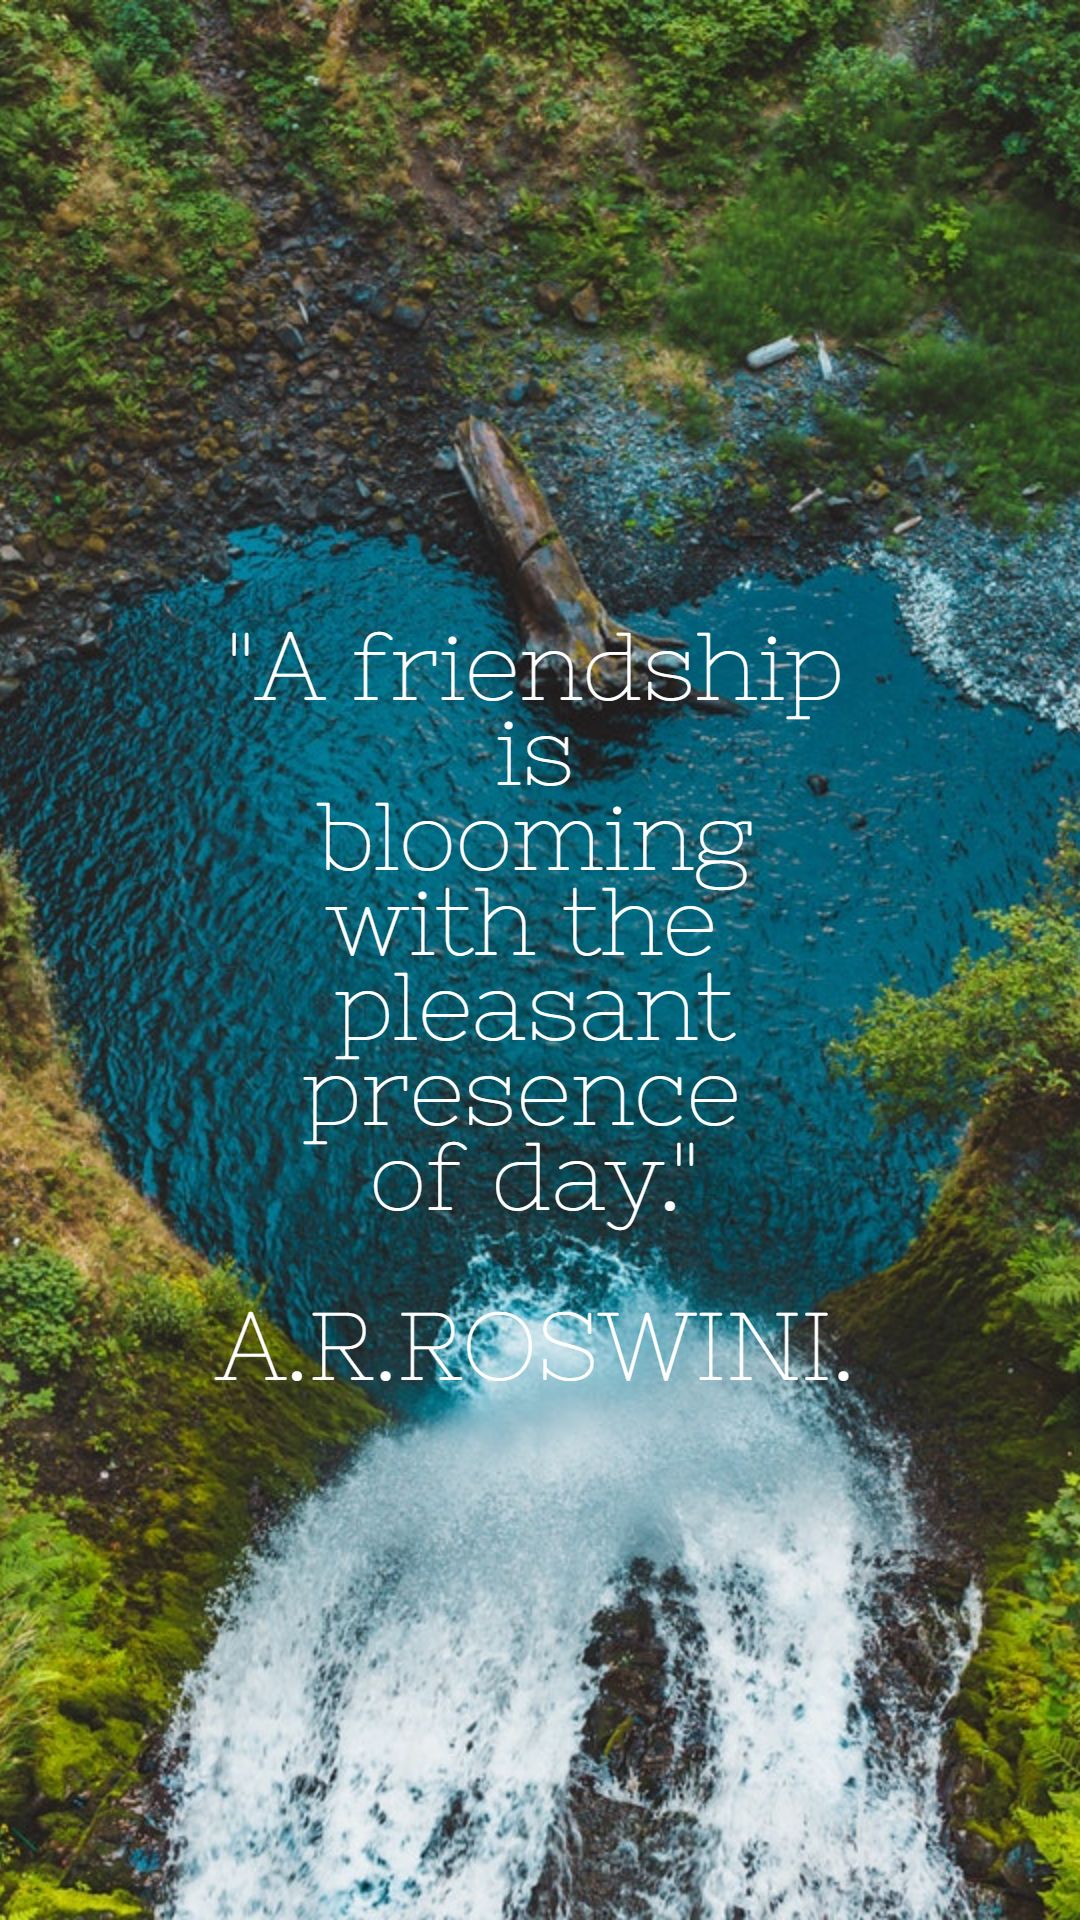 "A friendship
is
blooming
with the
pleasant
presence
of day."
A.R.ROSWINI.